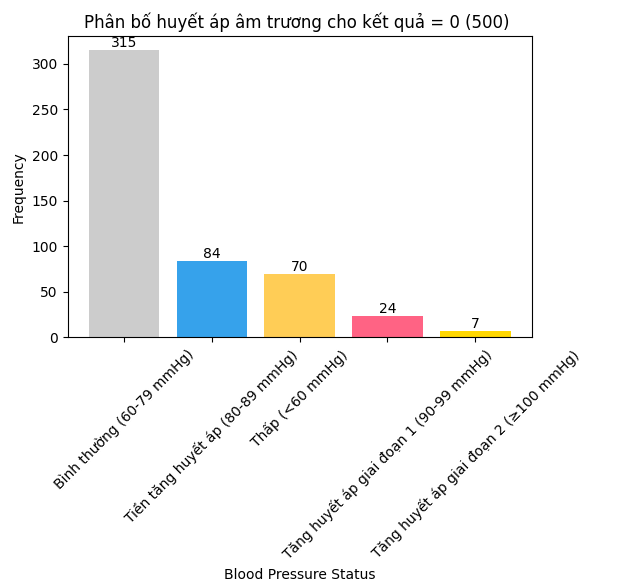 Phân bố huyết áp âm trương cho kết quả = 0 (500)
315
84
70
24
7
300
250
200
150
100
50
0
Frequency
Bình thường (60-79 mmHg)
Tiền tăng huyết áp (80-89 mmHg)
Thấp (<60 mmHg)
Tăng huyết áp giai đoạn 1 (90-99 mmHg)
Tăng huyết áp giai đoạn 2 (≥100 mmHg)
Blood Pressure Status